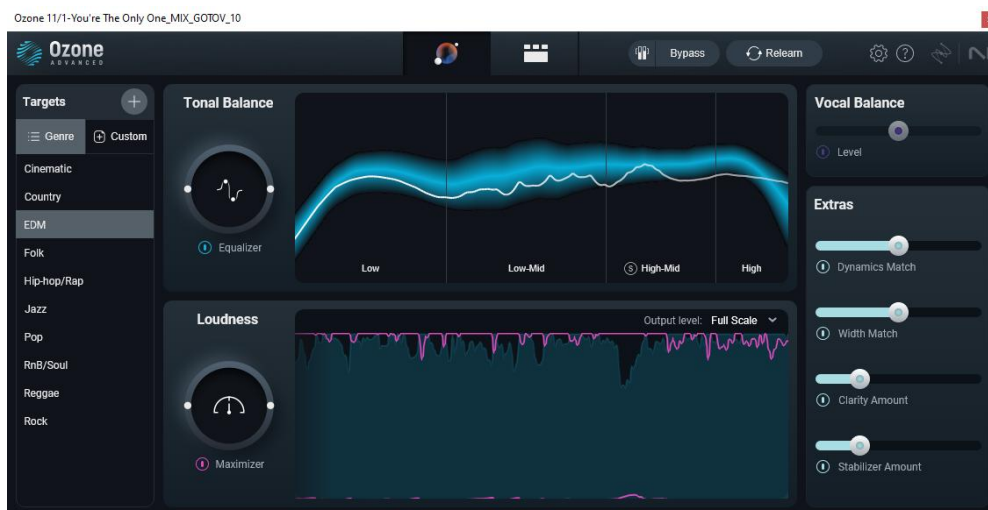 Ozone 11/1-You're The Only One_MIX_GOTOV_10
Ozone
ADVANCED
Bypass
Relearn
Targets
Genre
Custom
Cinematic
Country
EDM
Folk
Hip-hop/Rap
Jazz
Pop
RnB/Soul
Reggae
Rock
Tonal Balance
Equalizer
Low
Low-Mid
S High-Mid
High
Loudness
Output level: Full Scale
Maximizer
Vocal Balance
Level
Extras
Dynamics Match
Width Match
Clarity Amount
Stabilizer Amount